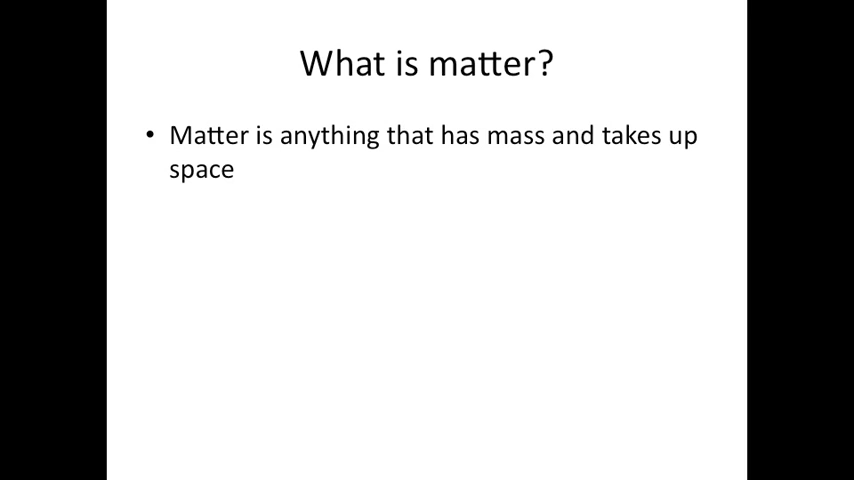 What is matter?
• Matter is anything that has mass and takes up
space